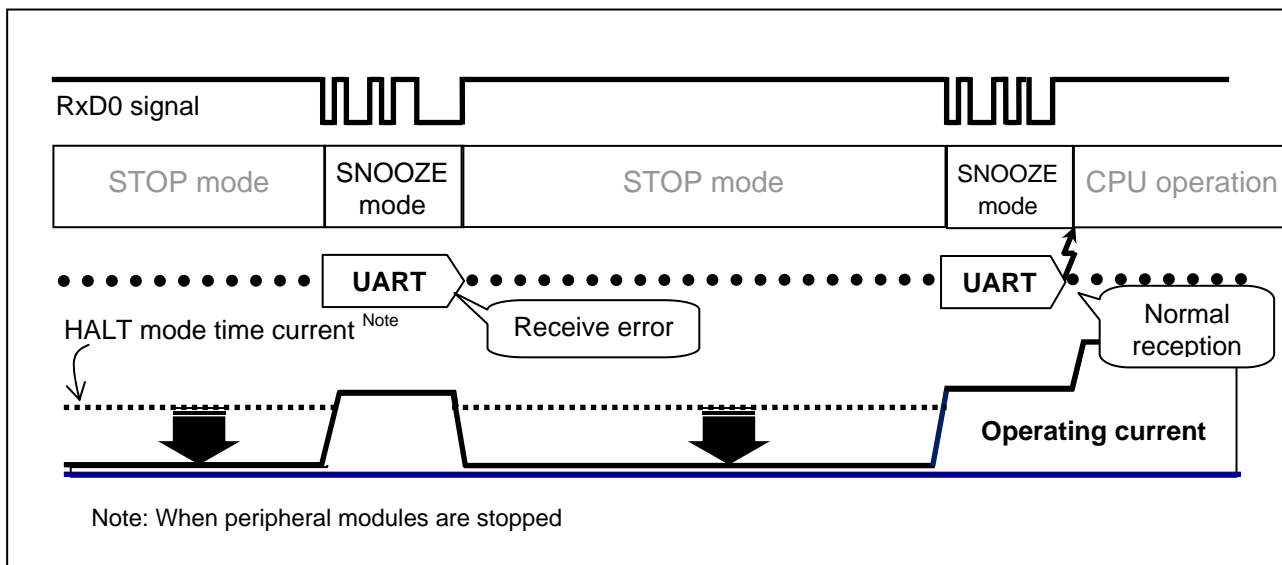 RxD0 signal
STOP mode
SNOOZE
mode
STOP mode
SNOOZE
mode
CPU operation
UART
UART
HALT mode time current Note
Receive error
Normal
reception
Operating current
Note: When peripheral modules are stopped